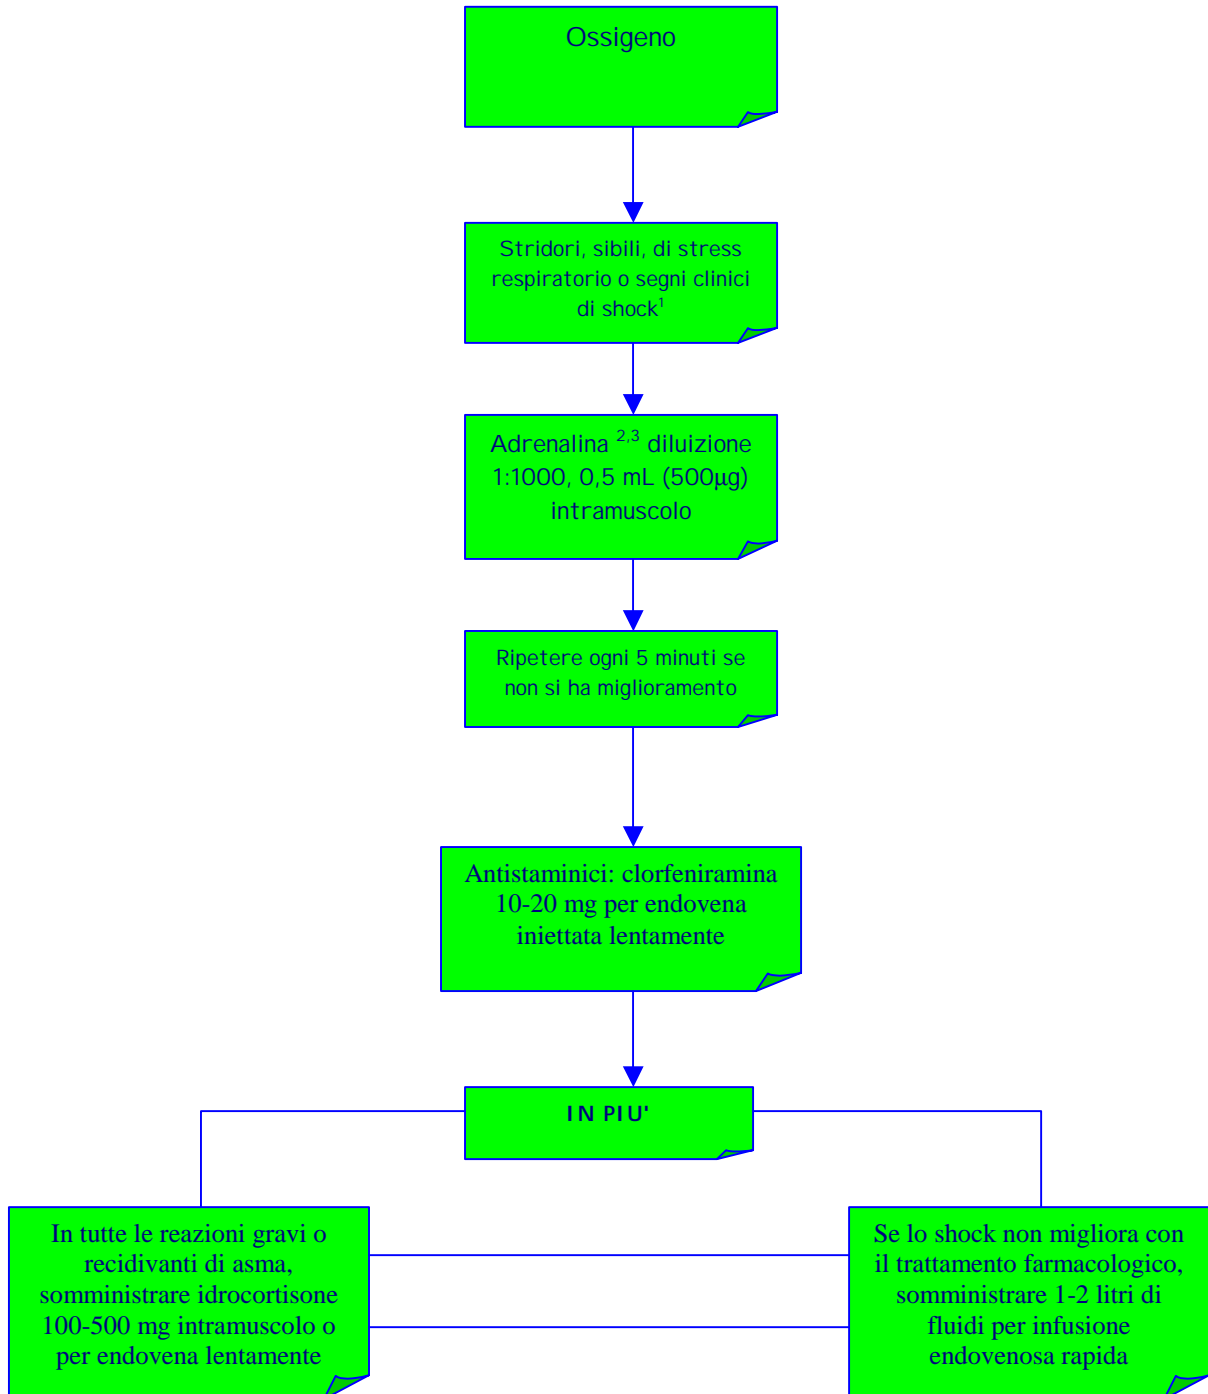 Ossigeno
Stridori, sibili, di stress
respiratorio o segni clinici
di shock¹
Adrenalina ²,³ diluizione
1:1000, 0,5 mL (500µg)
intramuscolo
Ripetere ogni 5 minuti se
non si ha miglioramento
Antistaminici: clorfeniramina
10-20 mg per endovena
iniettata lentamente
IN PIU'
In tutte le reazioni gravi o
recidivanti di asma,
somministrare idrocortisone
100-500 mg intramuscolo o
per endovena lentamente
Se lo shock non migliora con
il trattamento farmacologico,
somministrare 1-2 litri di
fluidi per infusione
endovenosa rapida